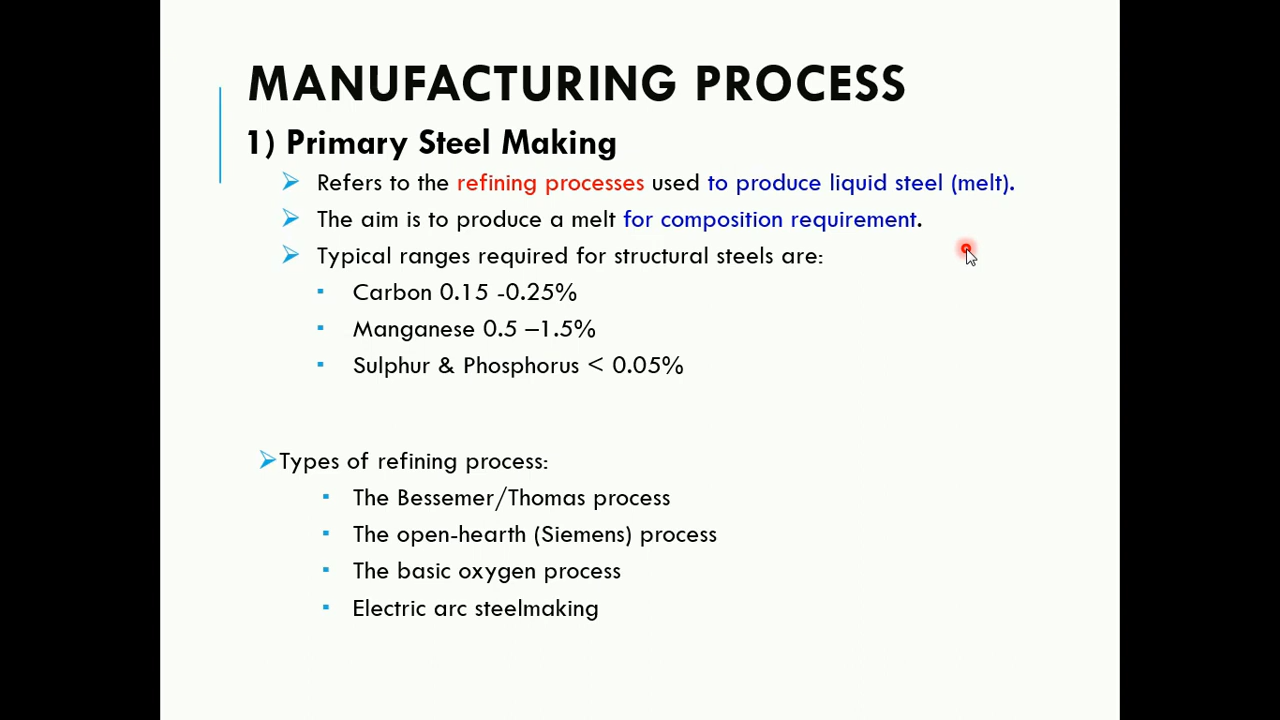 MANUFACTURING PROCESS
1) Primary Steel Making
Refers to the refining processes used to produce liquid steel (melt).
The aim is to produce a melt for composition requirement.
Typical ranges required for structural steels are:
Carbon 0.15 -0.25%
Manganese 0.5 –1.5%
Sulphur & Phosphorus < 0.05%
Types of refining process:
The Bessemer/Thomas process
The open-hearth (Siemens) process
The basic oxygen process
Electric arc steelmaking